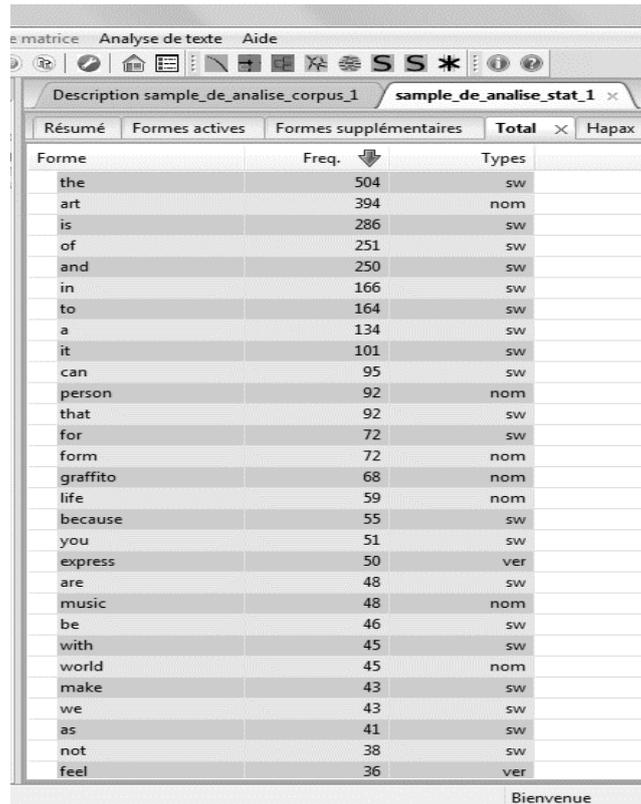 e matrice Analyse de texte Aide
S S *
Description sample_de_analise_corpus_1 sample_de_analise_stat_1
Résumé Formes actives Formes supplémentaires Total Hapax
Forme Freq. Types
the 504 sw
art 394 nom
is 286 sw
of 251 sw
and 250 sw
in 166 sw
to 164 sw
a 134 sw
it 101 sw
can 95 sw
person 92 nom
that 92 sw
for 72 sw
form 72 nom
graffito 68 nom
life 59 nom
because 55 sw
you 51 sw
express 50 ver
are 48 sw
music 48 nom
be 46 sw
with 45 sw
world 45 nom
make 43 sw
we 43 sw
as 41 sw
not 38 sw
feel 36 ver
Bienvenue